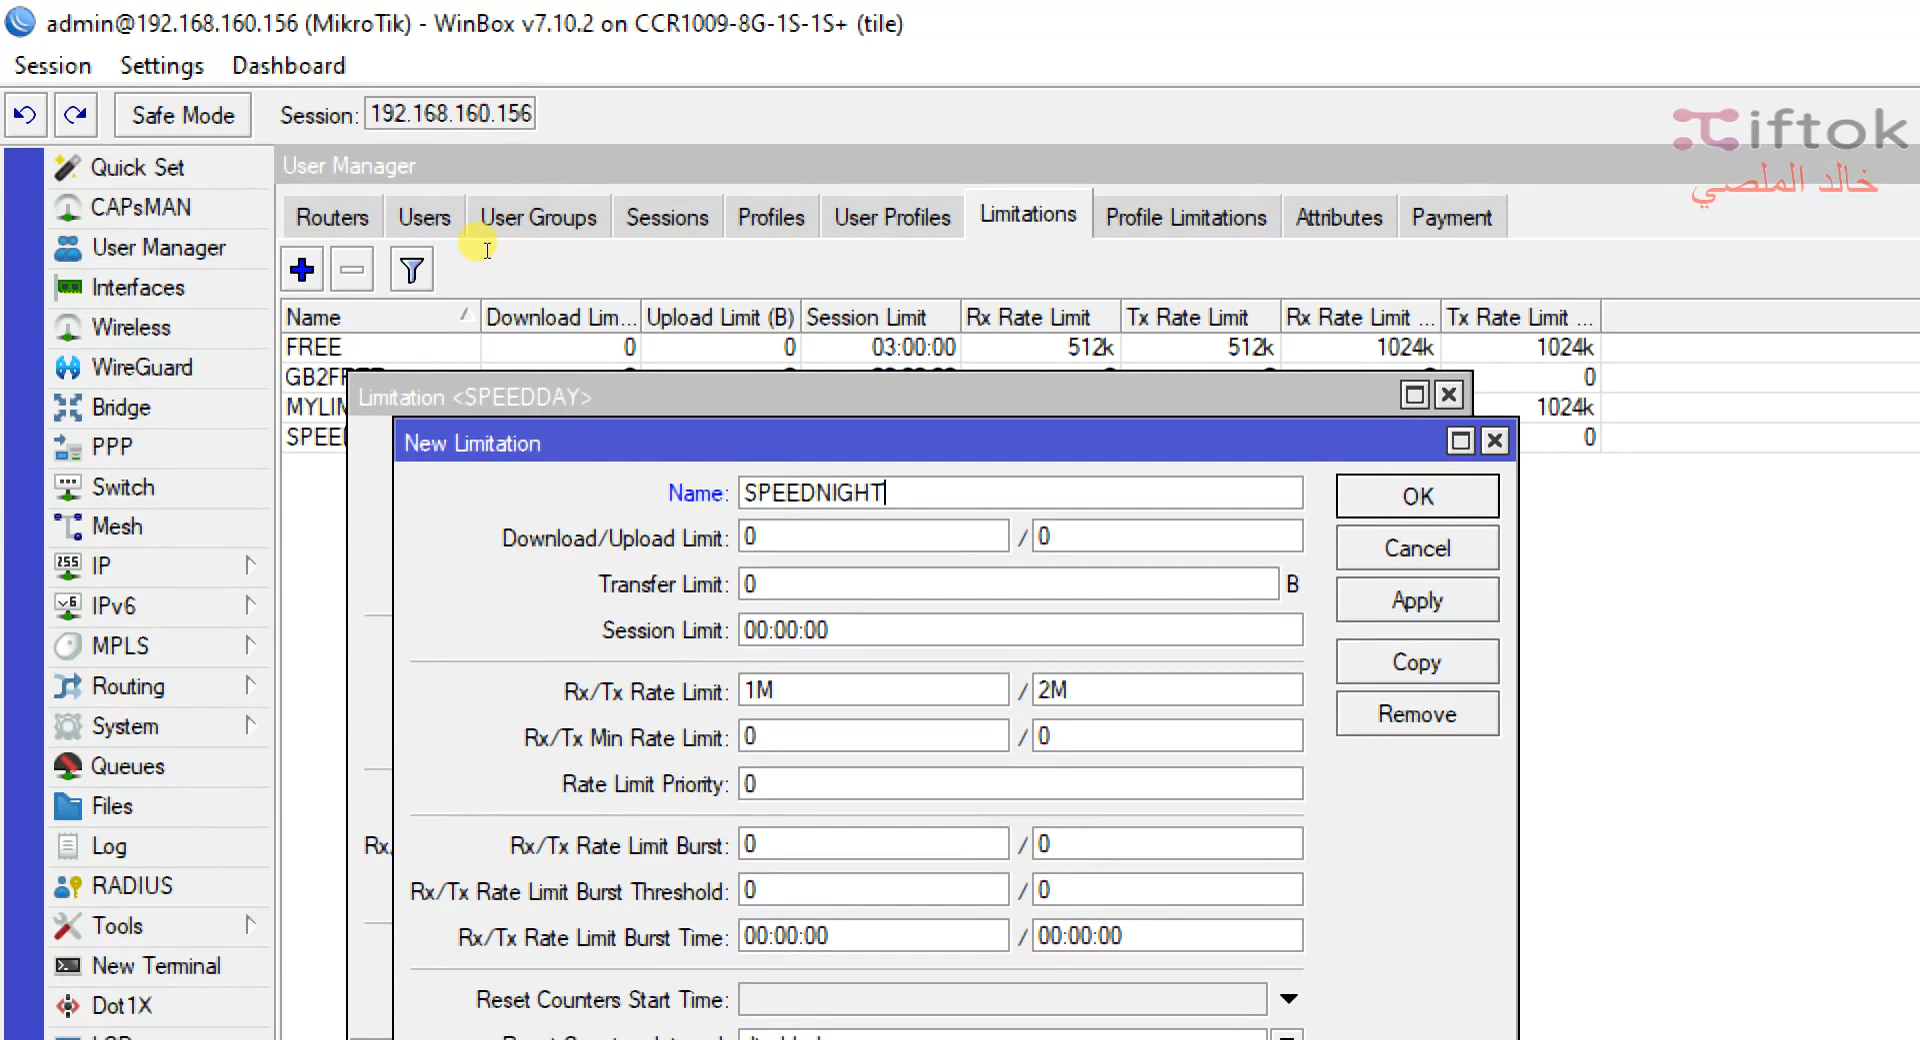 admin@192.168.160.156 (MikroTik) - WinBox v7.10.2 on CCR1009-8G-1S-1S+ (tile)
Session Settings Dashboard
Safe Mode Session: 192.168.160.156
iftok
خالد الملصي
User Manager
Routers Users User Groups Sessions Profiles User Profiles Limitations Profile Limitations Attributes Payment
Name Download Lim... Upload Limit (B) Session Limit Rx Rate Limit Tx Rate Limit Rx Rate Limit ... Tx Rate Limit ...
FREE 0 0 03:00:00 512k 512k 1024k 1024k
0
1024k
0
Quick Set
CAPsMAN
User Manager
Interfaces
Wireless
WireGuard
Bridge
PPP
Switch
Mesh
IP
IPv6
MPLS
Routing
System
Queues
Files
Log
RADIUS
Tools
New Terminal
Dot1X
Limitation <SPEEDDAY>
New Limitation
Name: SPEEDNIGHT
Download/Upload Limit: 0 / 0
Transfer Limit: 0 B
Session Limit: 00:00:00
Rx/Tx Rate Limit: 1M / 2M
Rx/Tx Min Rate Limit: 0 / 0
Rate Limit Priority: 0
Rx/Tx Rate Limit Burst: 0 / 0
Rx/Tx Rate Limit Burst Threshold: 0 / 0
Rx/Tx Rate Limit Burst Time: 00:00:00 / 00:00:00
Reset Counters Start Time:
OK
Cancel
Apply
Copy
Remove